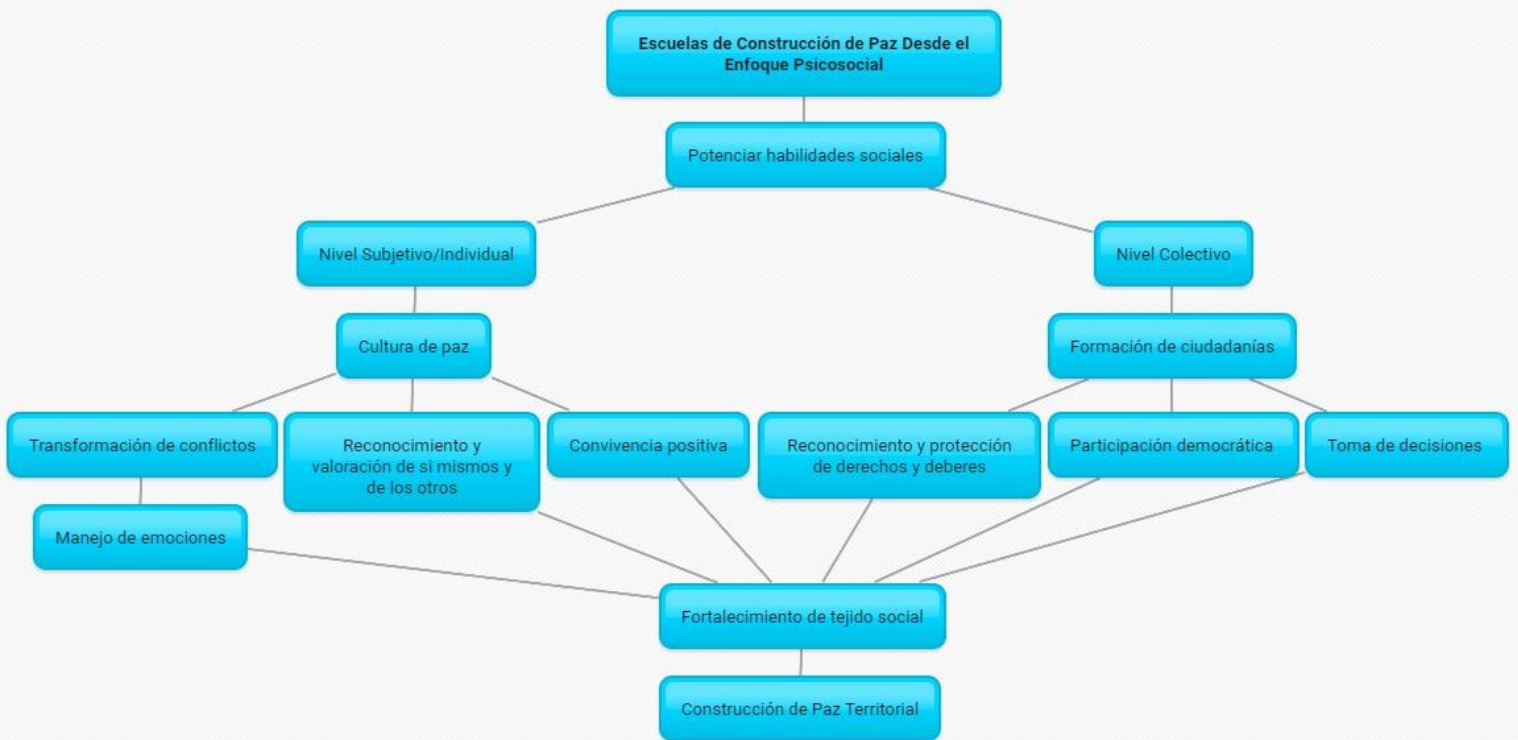 Escuelas de Construcción de Paz Desde el
Enfoque Psicosocial
Potenciar habilidades sociales
Nivel Subjetivo/Individual
Nivel Colectivo
Cultura de paz
Formación de ciudadanías
Transformación de conflictos
Reconocimiento y
valoración de si mismos y
de los otros
Convivencia positiva
Reconocimiento y protección
de derechos y deberes
Participación democrática
Toma de decisiones
Manejo de emociones
Fortalecimiento de tejido social
Construcción de Paz Territorial